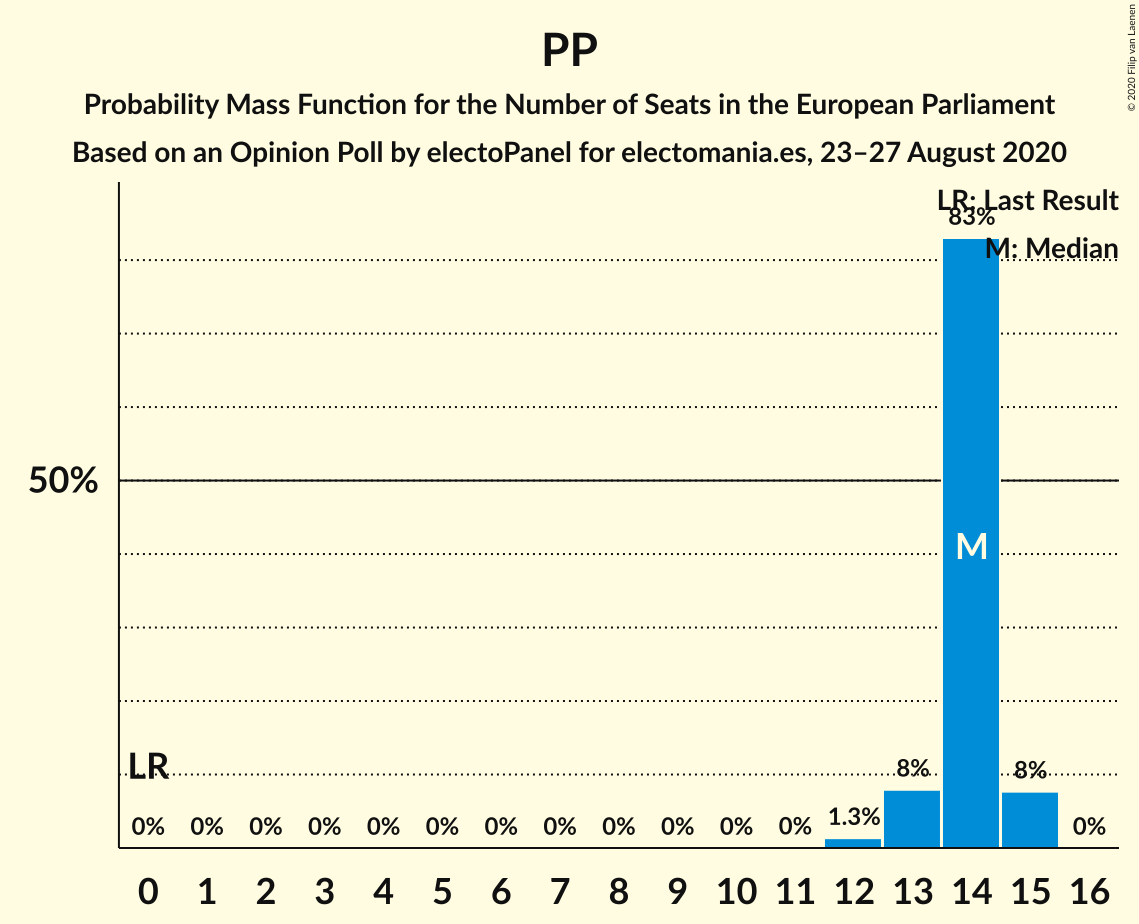 PP
Probability Mass Function for the Number of Seats in the European Parliament
Based on an Opinion Poll by electoPanel for electomania.es, 23–27 August 2020
© 2020 Filip van Laenen
LR: Last Result
M: Median
83%
50%
M
LR
0% 0% 0% 0% 0% 0% 0% 0% 0% 0% 0% 0% 1.3% 8% 8% 0%
0 1 2 3 4 5 6 7 8 9 10 11 12 13 14 15 16